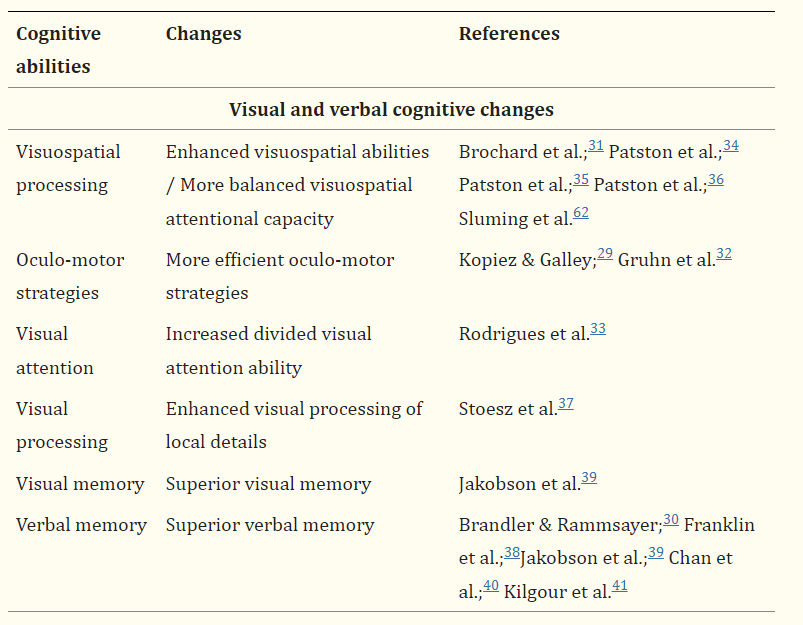 Cognitive abilities Changes References
Visual and verbal cognitive changes
Visuospatial Enhanced visuospatial abilities Brochard et al.;31 Patston et al.;34
processing / More balanced visuospatial Patston et al.;35 Patston et al.;36
attentional capacity Sluming et al.62
Oculo-motor More efficient oculo-motor Kopiez & Galley;29 Gruhn et al.32
strategies strategies
Visual Increased divided visual Rodrigues et al.33
attention attention ability
Visual Enhanced visual processing of Stoesz et al.37
processing local details
Visual memory Superior visual memory Jakobson et al.39
Verbal memory Superior verbal memory Brandler & Rammsayer;30 Franklin
et al.;38Jakobson et al.;39 Chan et
al.;40 Kilgour et al.41